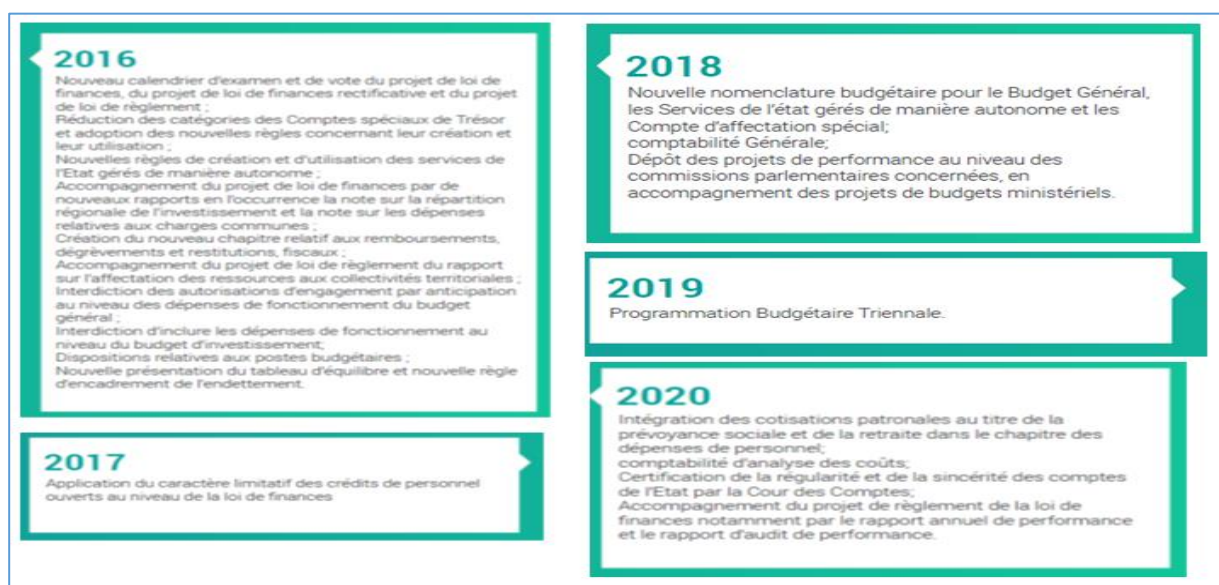 2016
Nouveau calendrier d'examen et de vote du projet de loi de
finances, du projet de loi de finances rectificative et du projet
de loi de règlement ;
Réduction des catégories des Comptes spéciaux de Trésor
et adoption des nouvelles règles concernant leur création et
leur utilisation ;
Nouvelles règles de création et d'utilisation des services de
l'Etat gérés de manière autonome ;
Accompagnement du projet de loi de finances par de
nouveaux rapports en l'occurrence la note sur la répartition
régionale de l'investissement et la note sur les dépenses
relatives aux charges communes ;
Création du nouveau chapitre relatif aux remboursements,
dégrèvements et restitutions, fiscaux ;
Accompagnement du projet de loi de règlement du rapport
sur l'affectation des ressources aux collectivités territoriales ;
Interdiction des autorisations d'engagement par anticipation
au niveau des dépenses de fonctionnement du budget
général ;
Interdiction d'inclure les dépenses de fonctionnement au
niveau du budget d'investissement;
Dispositions relatives aux postes budgétaires ;
Nouvelle présentation du tableau d'équilibre et nouvelle règle
d'encadrement de l'endettement.
2017
Application du caractère limitatif des crédits de personnel
ouverts au niveau de la loi de finances
2018
Nouvelle nomenclature budgétaire pour le Budget Général,
les Services de l'état gérés de manière autonome et les
Compte d'affectation spécial;
comptabilité Générale;
Dépôt des projets de performance au niveau des
commissions parlementaires concernées, en
accompagnement des projets de budgets ministériels.
2019
Programmation Budgétaire Triennale.
2020
Intégration des cotisations patronales au titre de la
prévoyance sociale et de la retraite dans le chapitre des
dépenses de personnel;
comptabilité d'analyse des coûts;
Certification de la régularité et de la sincérité des comptes
de l'Etat par la Cour des Comptes;
Accompagnement du projet de règlement de la loi de
finances notamment par le rapport annuel de performance
et le rapport d'audit de performance.